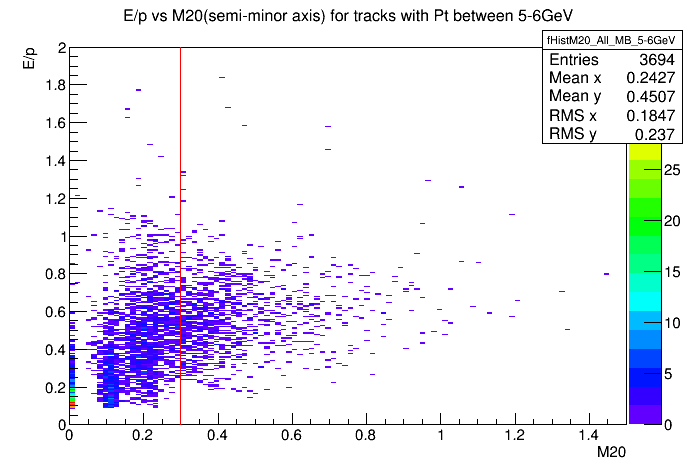 E/p vs M20(semi-minor axis) for tracks with Pt between 5-6GeV
fHistM20_All_MB_5-6GeV
Entries 3694
Mean x 0.2427
Mean y 0.4507
RMS x 0.1847
RMS y 0.237
E/p
2
1.8
1.6
1.4
1.2
1
0.8
0.6
0.4
0.2
0
0 0.2 0.4 0.6 0.8 1 1.2 1.4
M20
25
20
15
10
5
0